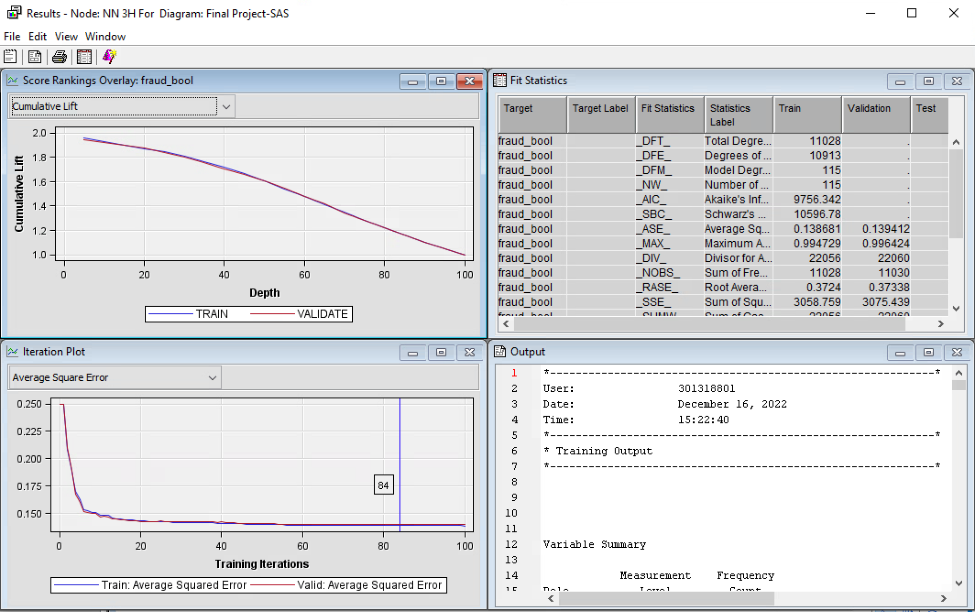 Results - Node: NN 3H For Diagram: Final Project-SAS
File Edit View Window
Score Rankings Overlay: fraud_bool
Cumulative Lift
Cumulative Lift
2.0
1.8
1.6
1.4
1.2
1.0
0 20 40 60 80 100
Depth
TRAIN VALIDATE
Fit Statistics
Target Target Label Fit Statistics Statistics Label Train Validation Test
fraud_bool _DFT_ Total Degre... 11028 .
fraud_bool _DFE_ Degrees of ... 10913 .
fraud_bool _DFM_ Model Degr... 115 .
fraud_bool _NW_ Number of ... 115 .
fraud_bool _AIC_ Akaike's Inf... 9756.342 .
fraud_bool _SBC_ Schwarz's ... 10596.78 .
fraud_bool _ASE_ Average Sq... 0.138681 0.139412
fraud_bool _MAX_ Maximum A... 0.994729 0.996424
fraud_bool _DIV_ Divisor for A... 22056 22060
fraud_bool _NOBS_ Sum of Fre... 11028 11030
fraud_bool _RASE_ Root Avera... 0.3724 0.37338
fraud_bool _SSE_ Sum of Squ... 3058.759 3075.439
Iteration Plot
Average Square Error
0.250
0.225
0.200
0.175
0.150
84
0 20 40 60 80 100
Training Iterations
Train: Average Squared Error Valid: Average Squared Error
Output
1 *------------------------------------------------------------*
2 User: 301318801
3 Date: December 16, 2022
4 Time: 15:22:40
5 *------------------------------------------------------------*
6 * Training Output
7 *------------------------------------------------------------*
8
9
10
11
12 Variable Summary
13
14 Measurement Frequency